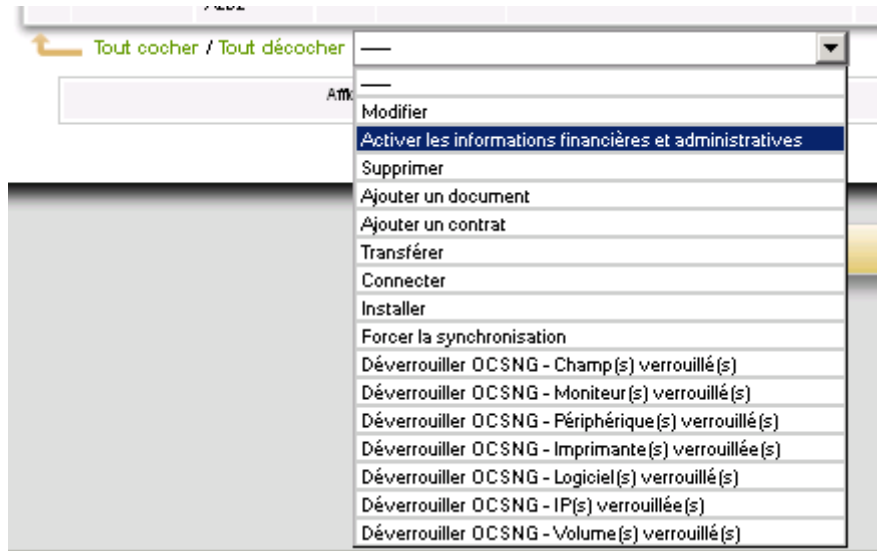 Tout cocher / Tout décocher -----
-----
Modifier
Activer les informations financières et administratives
Supprimer
Ajouter un document
Ajouter un contrat
Transférer
Connecter
Installer
Forcer la synchronisation
Déverrouiller OCSNG - Champ(s) verrouillé(s)
Déverrouiller OCSNG - Moniteur(s) verrouillé(s)
Déverrouiller OCSNG - Périphérique(s) verrouillé(s)
Déverrouiller OCSNG - Imprimante(s) verrouillée(s)
Déverrouiller OCSNG - Logiciel(s) verrouillé(s)
Déverrouiller OCSNG - IP(s) verrouillée(s)
Déverrouiller OCSNG - Volume(s) verrouillé(s)